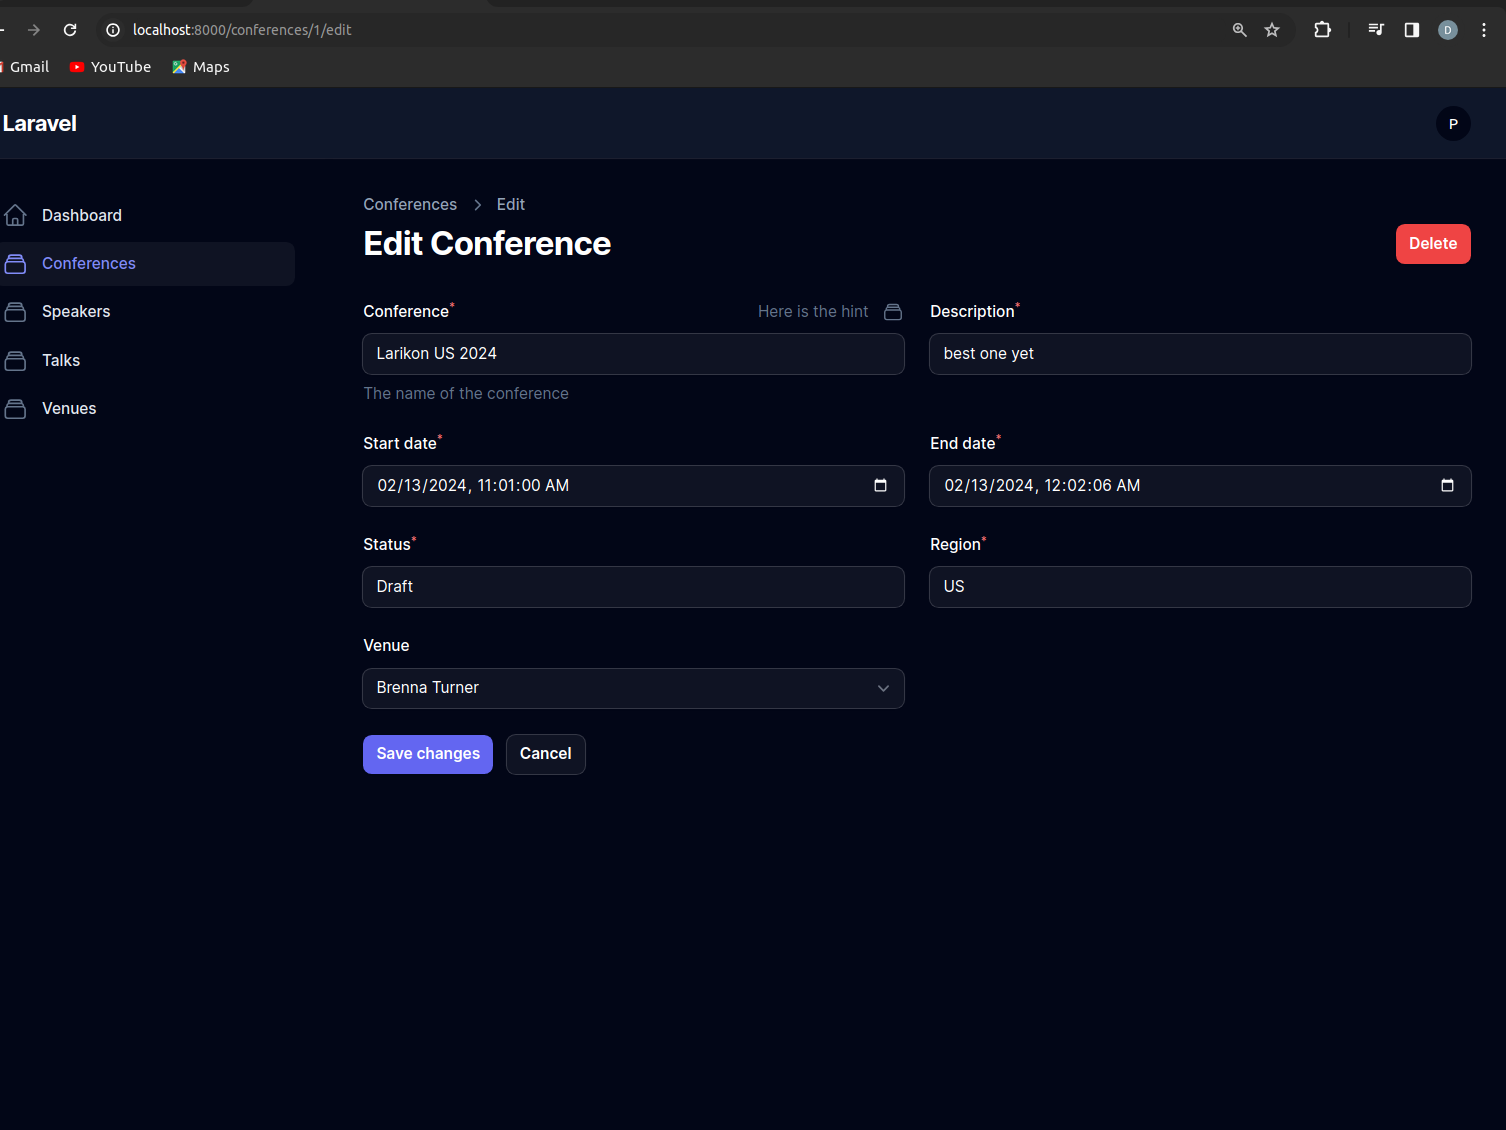 localhost:8000/conferences/1/edit
D
Gmail YouTube Maps
Laravel
P
Dashboard
Conferences
Speakers
Talks
Venues
Conferences > Edit
Edit Conference
Delete
Conference* Here is the hint
Larikon US 2024
The name of the conference
Description*
best one yet
Start date*
02/13/2024, 11:01:00 AM
End date*
02/13/2024, 12:02:06 AM
Status*
Draft
Region*
US
Venue
Brenna Turner
Save changes Cancel